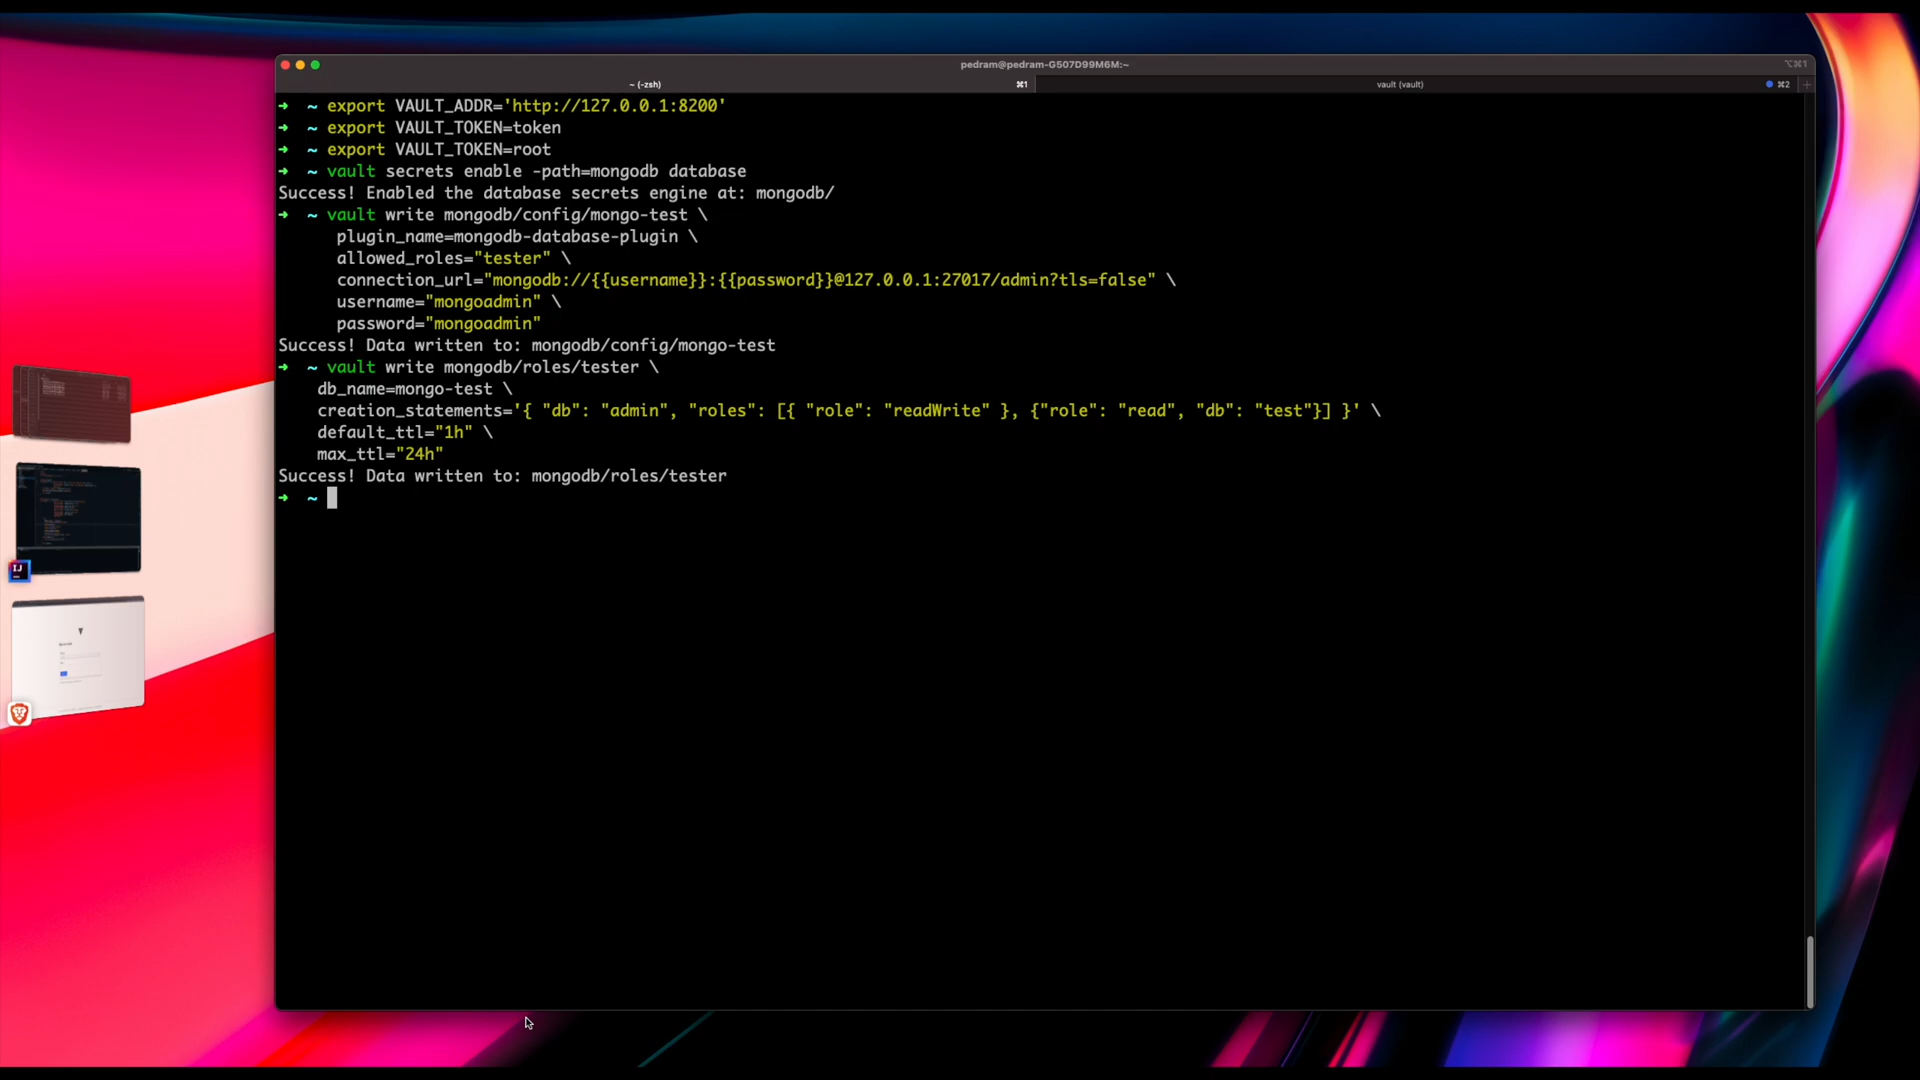 pedram@pedram-G507D99M6M:~
⌥⌘1
~ (-zsh)
⌘1
vault (vault)
⌘2
➜ ~ export VAULT_ADDR='http://127.0.0.1:8200'
➜ ~ export VAULT_TOKEN=token
➜ ~ export VAULT_TOKEN=root
➜ ~ vault secrets enable -path=mongodb database
Success! Enabled the database secrets engine at: mongodb/
➜ ~ vault write mongodb/config/mongo-test \
plugin_name=mongodb-database-plugin \
allowed_roles="tester" \
connection_url="mongodb://{{username}}:{{password}}@127.0.0.1:27017/admin?tls=false" \
username="mongoadmin" \
password="mongoadmin"
Success! Data written to: mongodb/config/mongo-test
➜ ~ vault write mongodb/roles/tester \
db_name=mongo-test \
creation_statements='{ "db": "admin", "roles": [{ "role": "readWrite" }, {"role": "read", "db": "test"}] }' \
default_ttl="1h" \
max_ttl="24h"
Success! Data written to: mongodb/roles/tester
➜ ~
IJ